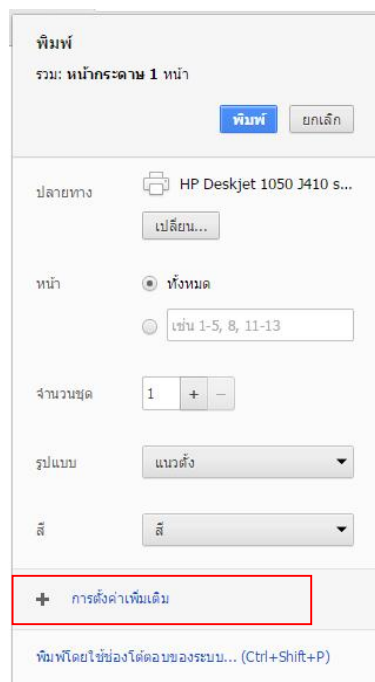 พิมพ์
รวม: หน้ากระดาษ 1 หน้า
พิมพ์ ยกเลิก
ปลายทาง HP Deskjet 1050 J410 s...
เปลี่ยน...
หน้า ทั้งหมด
เช่น 1-5, 8, 11-13
จำนวนชุด 1 + −
รูปแบบ แนวตั้ง
สี สี
+ การตั้งค่าเพิ่มเติม
พิมพ์โดยใช้ช่องโต้ตอบของระบบ... (Ctrl+Shift+P)